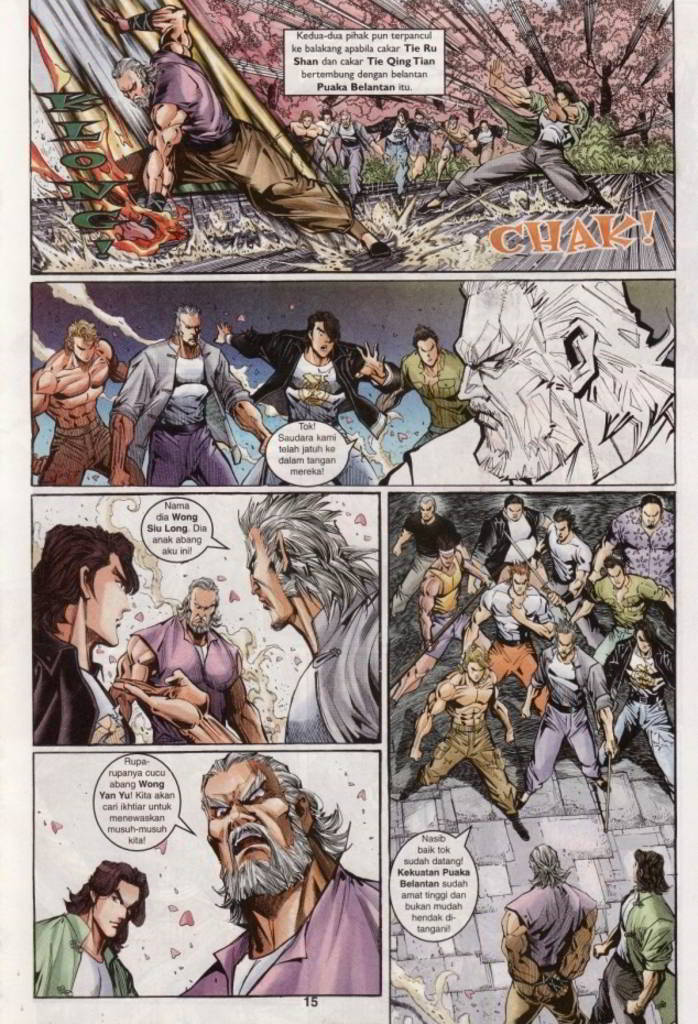 Kedua-dua pihak pun terpancul
ke balakang apabila cakar Tie Ru
Shan dan cakar Tie Qing Tian
bertembung dengan belantan
Puaka Belantan itu.
KLONG!
CHAK!
Tok!
Saudara kami
telah jatuh ke
dalam tangan
mereka!
Nama
dia Wong
Siu Long. Dia
anak abang
aku ini!
Rupa-
rupanya cucu
abang Wong
Yan Yu! Kita akan
cari ikhtiar untuk
menewaskan
musuh-musuh
kita!
Nasib
baik tok
sudah datang!
Kekuatan Puaka
Belantan sudah
amat tinggi dan
bukan mudah
hendak di-
tangani!
15